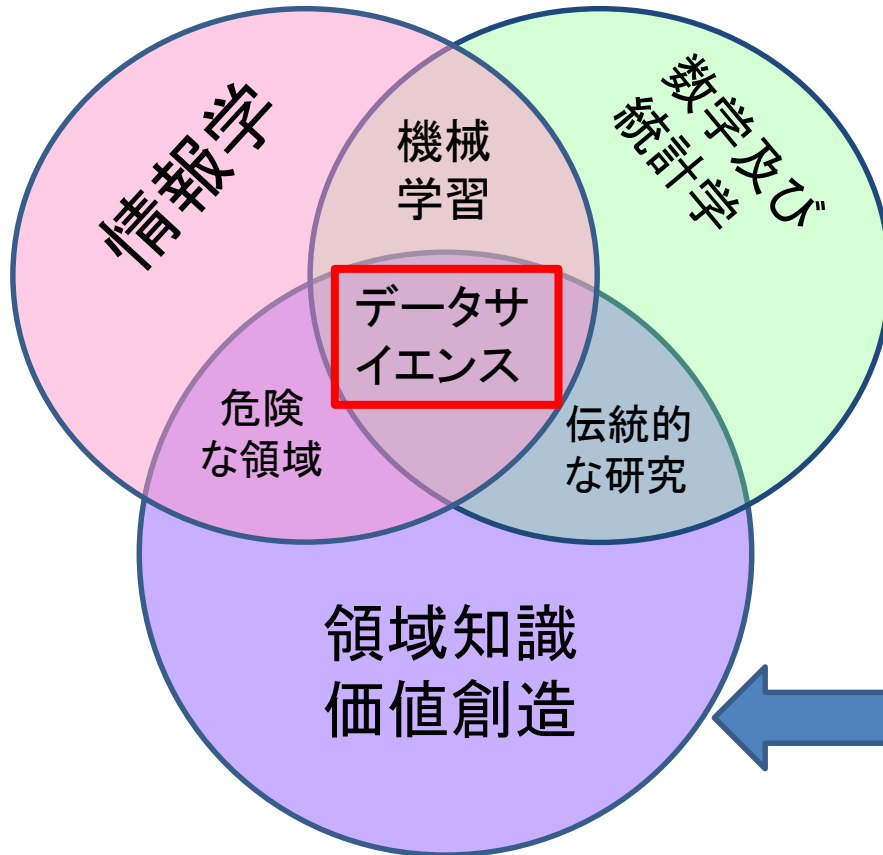 情報学
数学及び
統計学
機械
学習
データサ
イエンス
危険
な領域
伝統的
な研究
領域知識
価値創造